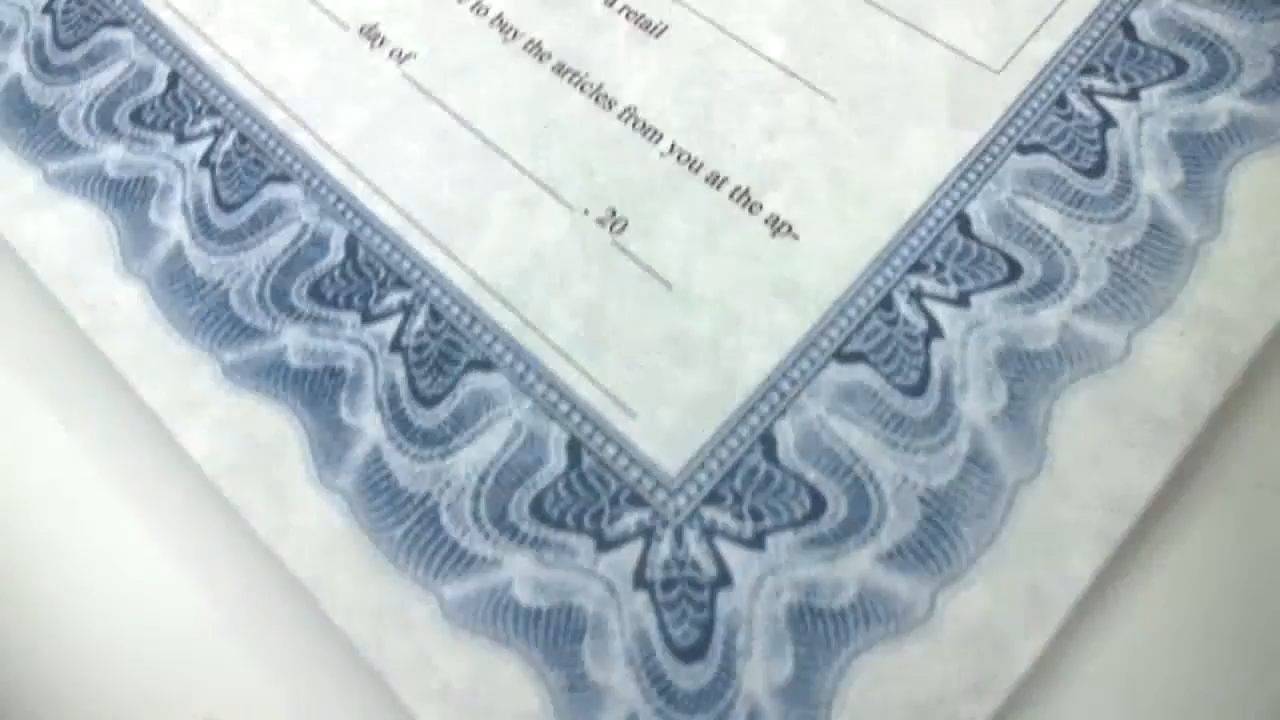 a retail
to buy the articles from you at the ap-
day of , 20